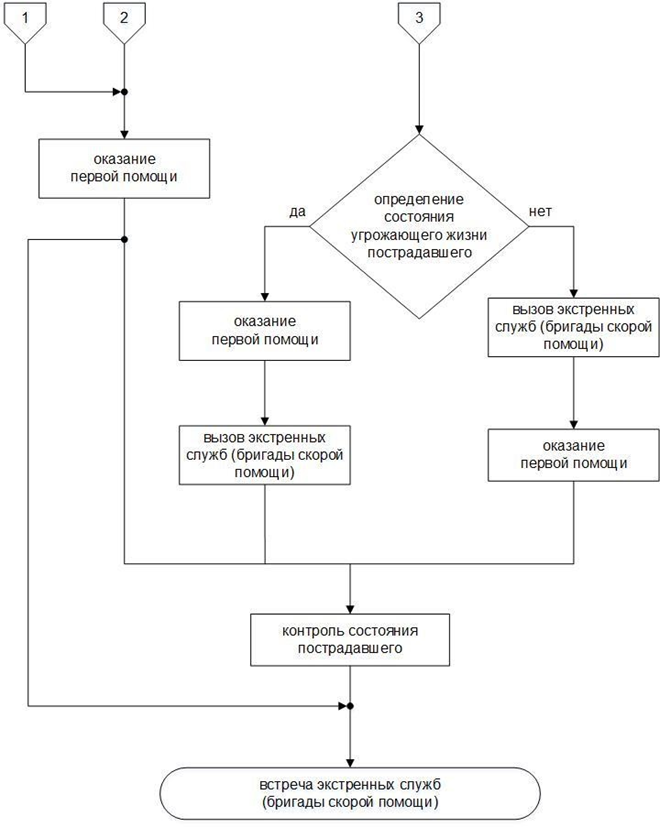 1
2
3
оказание
первой помощи
определение
состояния
угрожающего жизни
пострадавшего
да
нет
оказание
первой помощи
вызов экстренных
служб (бригады скорой
помощи)
вызов экстренных
служб (бригады скорой
помощи)
оказание
первой помощи
контроль состояния
пострадавшего
встреча экстренных служб
(бригады скорой помощи)